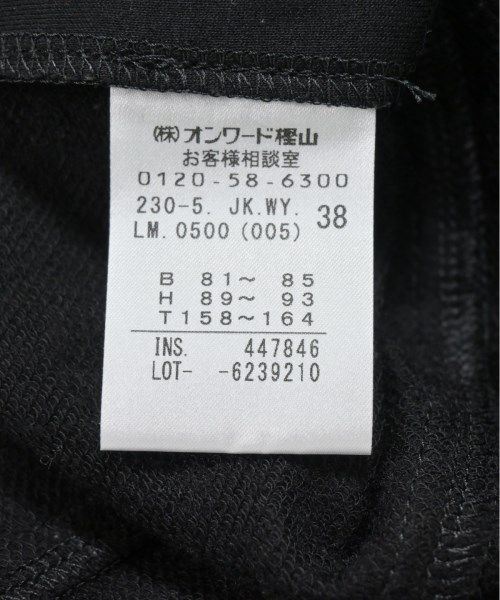 (株)オンワード樫山
お客様相談室
0120-58-6300
230-5. JK.WY. 38
LM. 0500 (005)
B 81〜 85
H 89〜 93
T 158〜164
INS. 447846
LOT- -6239210